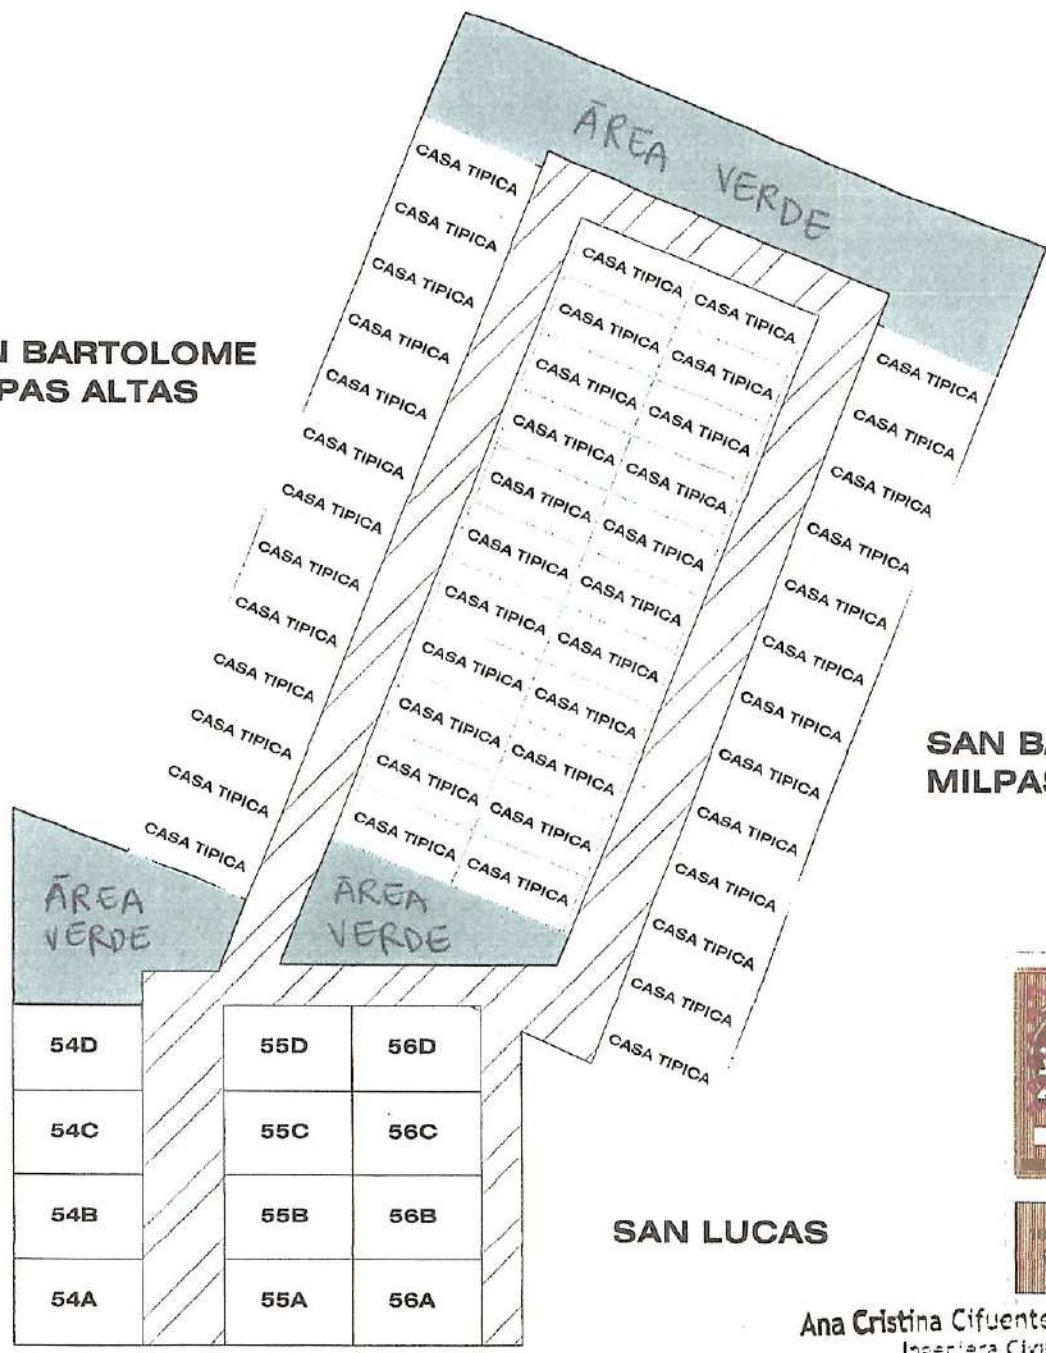 ÁREA VERDE
CASA TIPICA
CASA TIPICA
CASA TIPICA
CASA TIPICA
CASA TIPICA
CASA TIPICA
CASA TIPICA
CASA TIPICA
CASA TIPICA
CASA TIPICA
CASA TIPICA
CASA TIPICA
CASA TIPICA
CASA TIPICA CASA TIPICA
CASA TIPICA CASA TIPICA
CASA TIPICA CASA TIPICA
CASA TIPICA CASA TIPICA
CASA TIPICA CASA TIPICA
CASA TIPICA CASA TIPICA
CASA TIPICA CASA TIPICA
CASA TIPICA CASA TIPICA
CASA TIPICA CASA TIPICA
CASA TIPICA CASA TIPICA
CASA TIPICA CASA TIPICA
CASA TIPICA
CASA TIPICA
CASA TIPICA
CASA TIPICA
CASA TIPICA
CASA TIPICA
CASA TIPICA
CASA TIPICA
CASA TIPICA
CASA TIPICA
CASA TIPICA
CASA TIPICA
CASA TIPICA
N BARTOLOME
PAS ALTAS
SAN BA
MILPAS
ÁREA
VERDE
ÁREA
VERDE
54D 55D 56D
54C 55C 56C
54B 55B 56B
54A 55A 56A
SAN LUCAS
Ana Cristina Cifuente
Ingeniera Civi